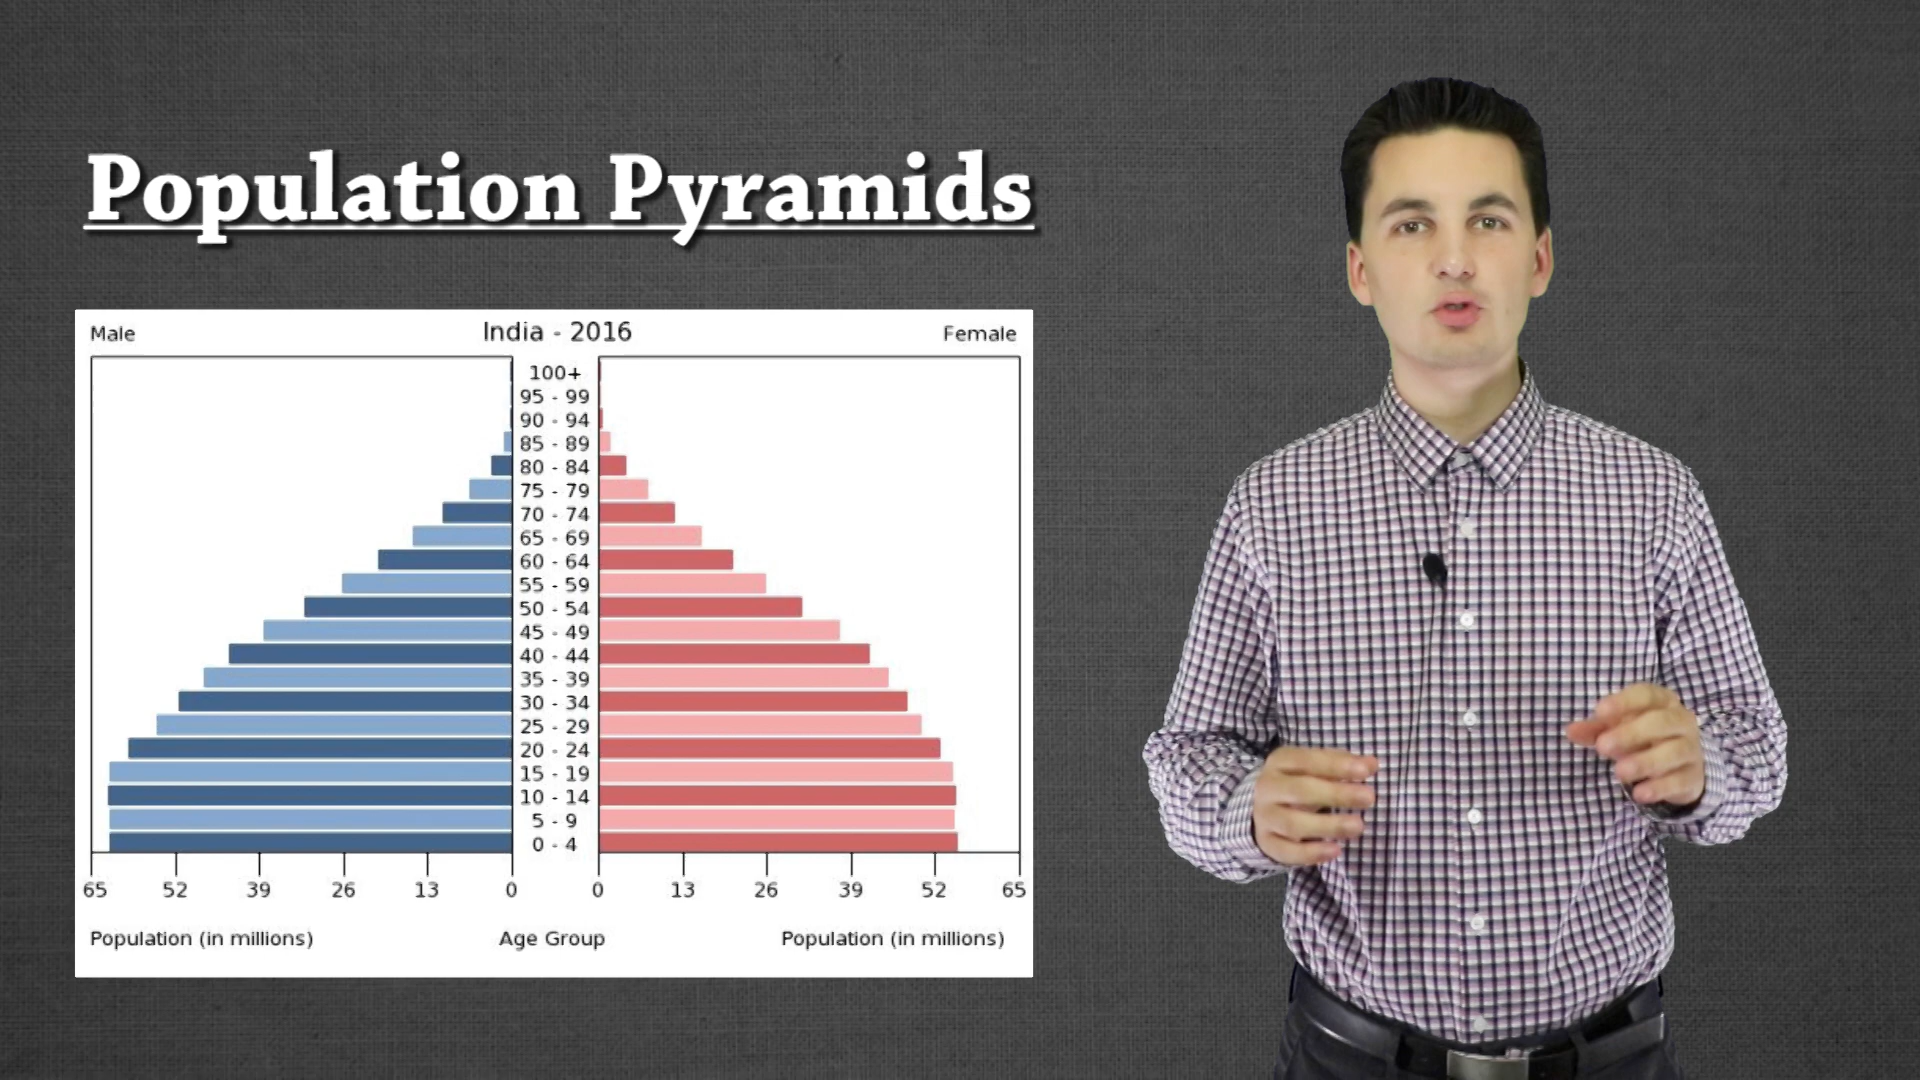 Population Pyramids
Male India - 2016 Female
100+
95 - 99
90 - 94
85 - 89
80 - 84
75 - 79
70 - 74
65 - 69
60 - 64
55 - 59
50 - 54
45 - 49
40 - 44
35 - 39
30 - 34
25 - 29
20 - 24
15 - 19
10 - 14
5 - 9
0 - 4
65 52 39 26 13 0 0 13 26 39 52 65
Population (in millions) Age Group Population (in millions)